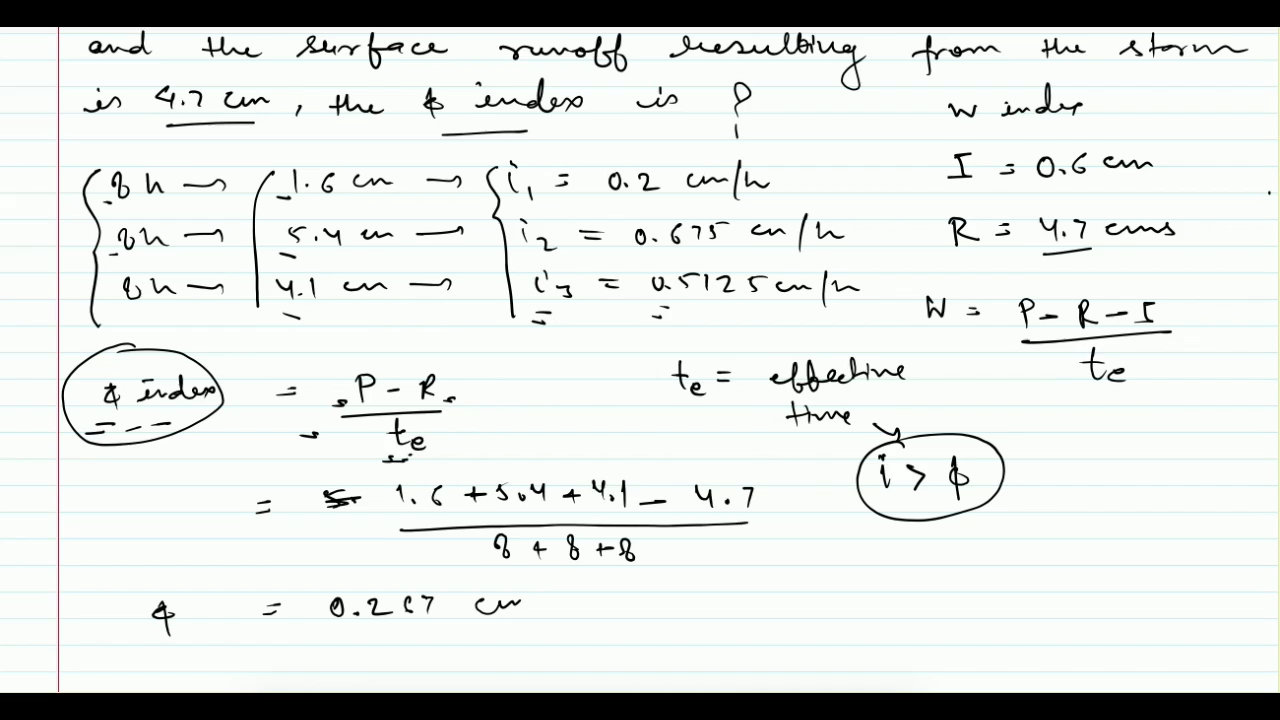 and the surface runoff resulting from the storm
is 4.7 cm, the ϕ index is ?
W index
I = 0.6 cm
R = 4.7 cms
W = P - R - I / te
8h → 1.6 cm → i1 = 0.2 cm/h
8h → 5.4 cm → i2 = 0.675 cm/h
8h → 4.1 cm → i3 = 0.5125 cm/h
ϕ index = P - R / te
te = effective
time
i > ϕ
= 1.6 + 5.4 + 4.1 - 4.7
8 + 8 + 8
ϕ = 0.267 cm